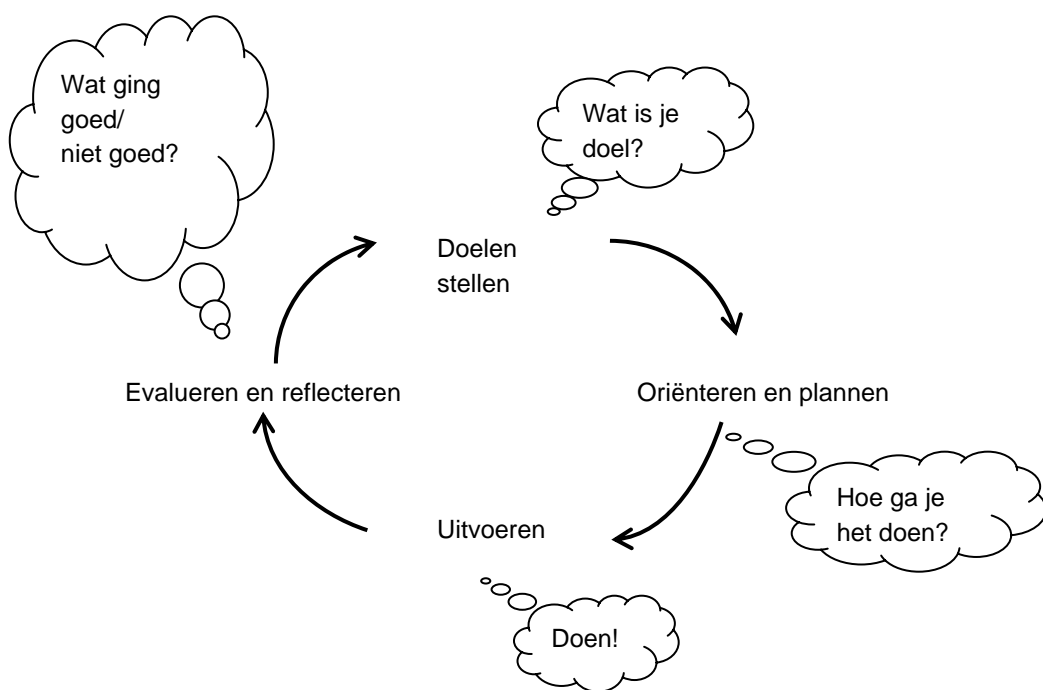 Wat ging
goed/
niet goed?
Wat is je
doel?
Doelen
stellen
Evalueren en reflecteren
Oriënteren en plannen
Hoe ga je
het doen?
Uitvoeren
Doen!